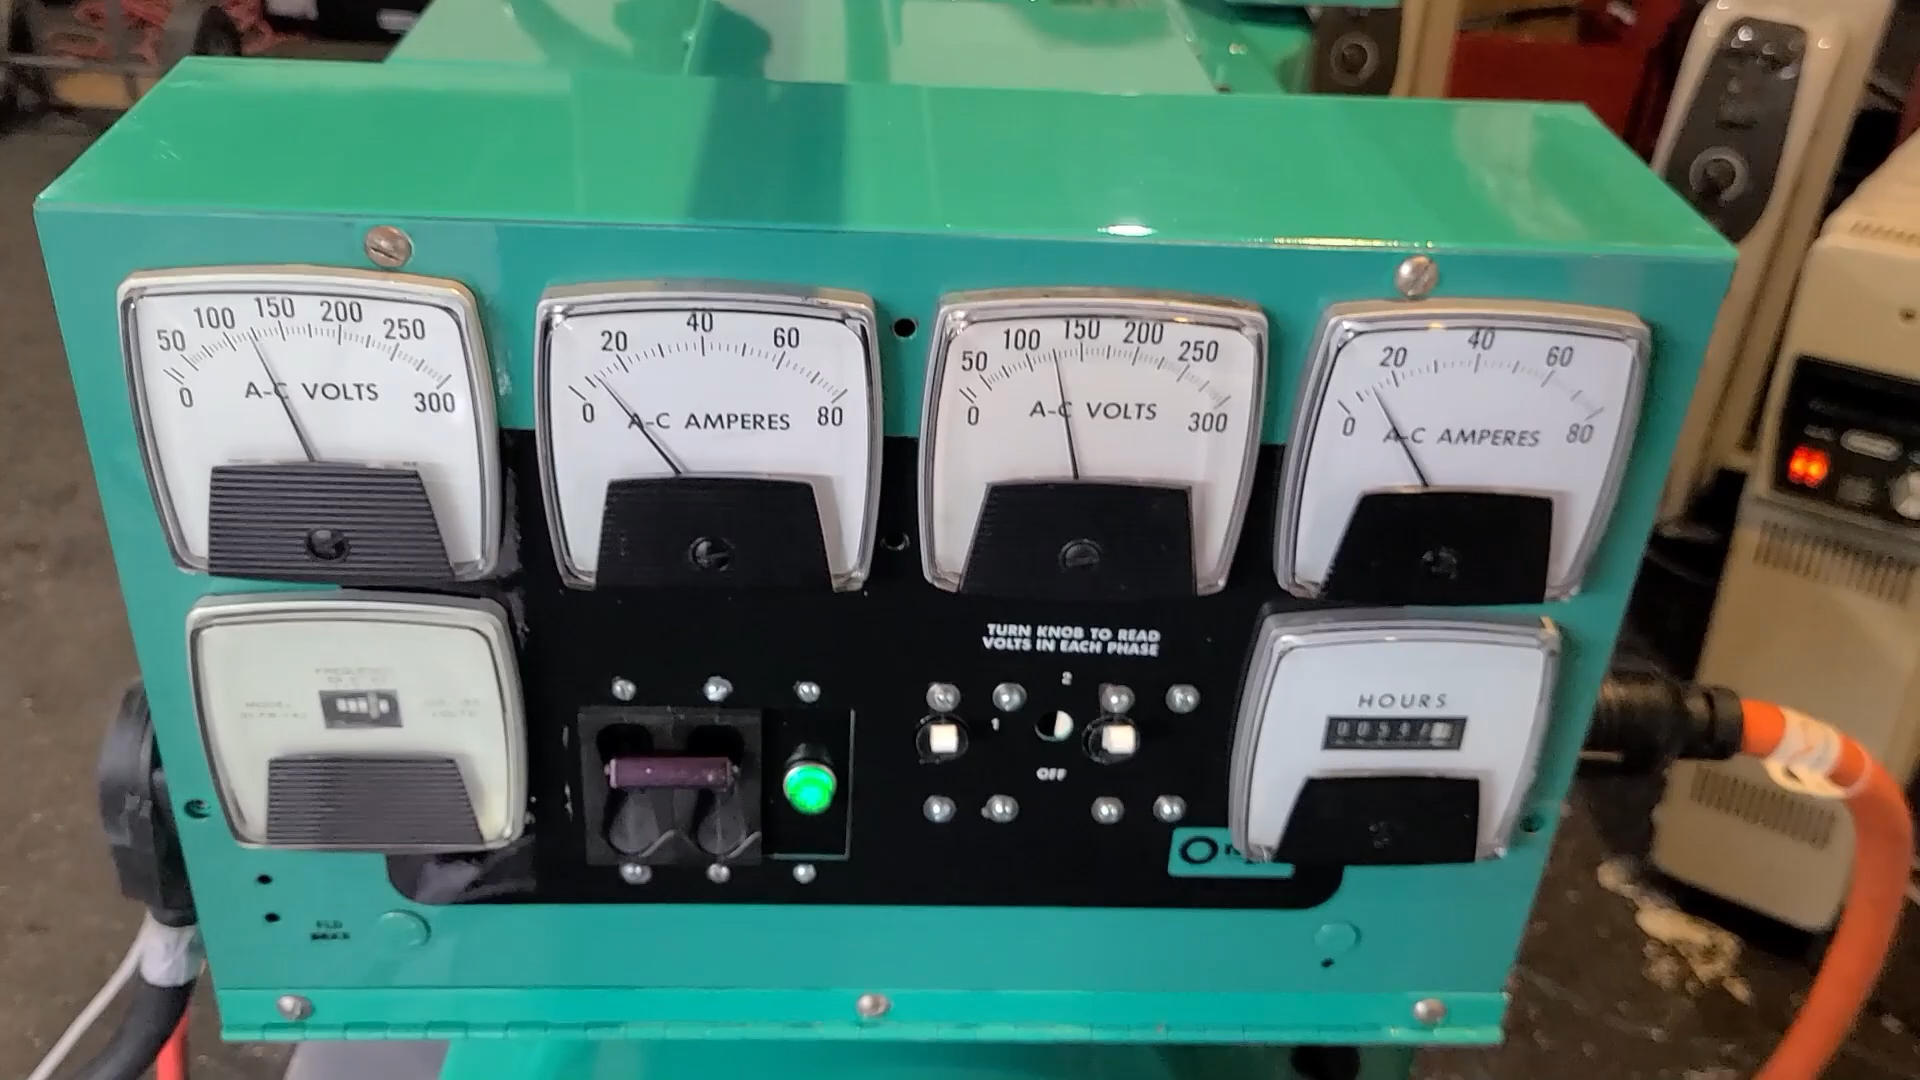 0 50 100 150 200 250 300
A-C VOLTS
0 20 40 60 80
A-C AMPERES
0 50 100 150 200 250 300
A-C VOLTS
0 20 40 60 80
A-C AMPERES
TURN KNOB TO READ
VOLTS IN EACH PHASE
2
1
OFF
FREQUENCY
HOURS
FLD